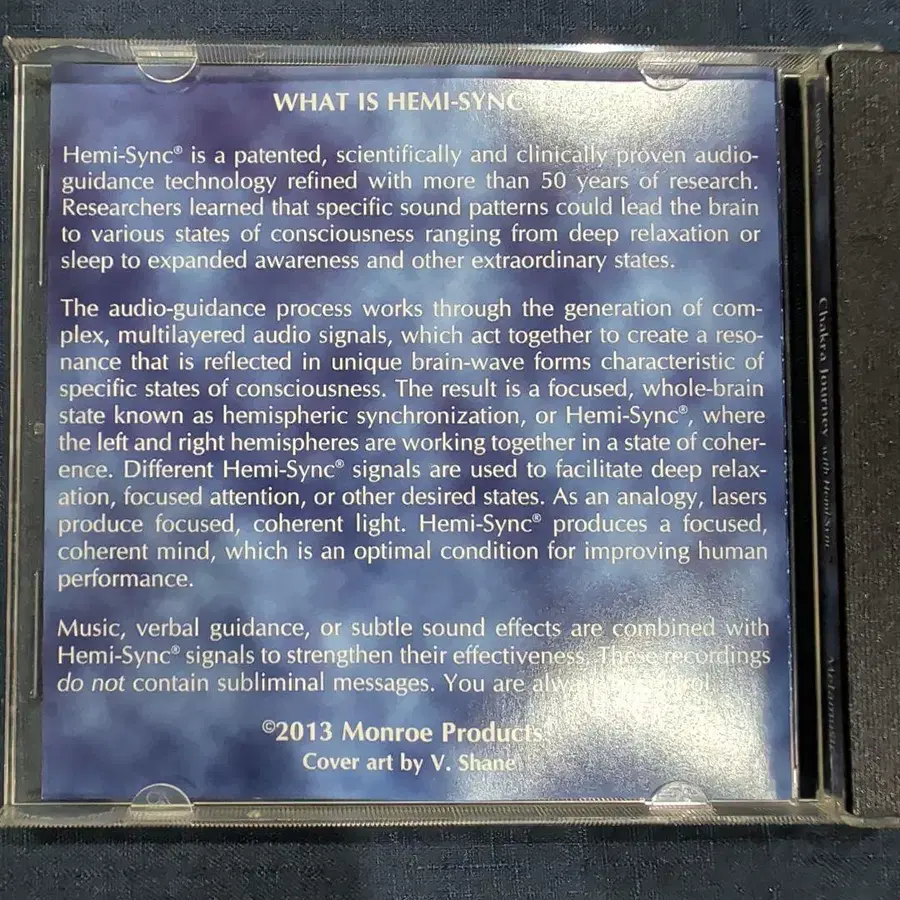 WHAT IS HEMI-SYNC
Hemi-Sync® is a patented, scientifically and clinically proven audio-
guidance technology refined with more than 50 years of research.
Researchers learned that specific sound patterns could lead the brain
to various states of consciousness ranging from deep relaxation or
sleep to expanded awareness and other extraordinary states.
The audio-guidance process works through the generation of com-
plex, multilayered audio signals, which act together to create a reso-
nance that is reflected in unique brain-wave forms characteristic of
specific states of consciousness. The result is a focused, whole-brain
state known as hemispheric synchronization, or Hemi-Sync®, where
the left and right hemispheres are working together in a state of coher-
ence. Different Hemi-Sync® signals are used to facilitate deep relax-
ation, focused attention, or other desired states. As an analogy, lasers
produce focused, coherent light. Hemi-Sync® produces a focused,
coherent mind, which is an optimal condition for improving human
performance.
Music, verbal guidance, or subtle sound effects are combined with
Hemi-Sync® signals to strengthen their effectiveness. These recordings
do not contain subliminal messages. You are always
©2013 Monroe Products
Cover art by V. Shane
Chakra Journey with Hemi-Sync
Metamusic